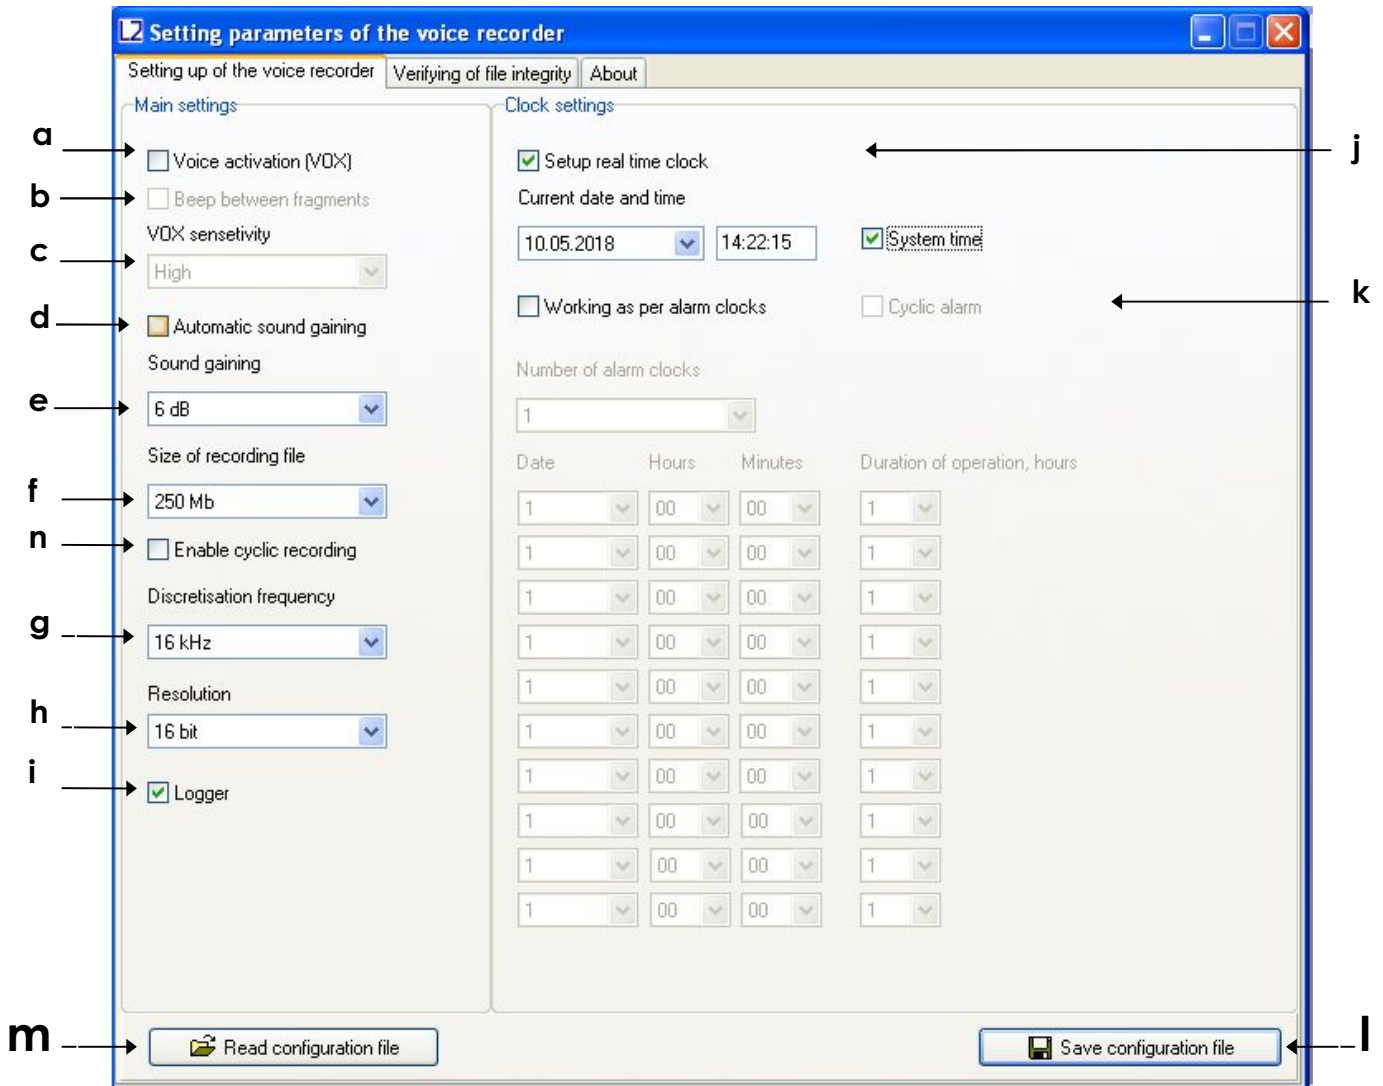 L2 Setting parameters of the voice recorder
Setting up of the voice recorder Verifying of file integrity About
Main settings Clock settings
a Voice activation (VOX) Setup real time clock j
b Beep between fragments Current date and time
VOX sensetivity
10.05.2018 14:22:15 System time
c High
Working as per alarm clocks Cyclic alarm k
d Automatic sound gaining
Sound gaining Number of alarm clocks
e 6 dB 1
Size of recording file Date Hours Minutes Duration of operation, hours
f 250 Mb 1 00 00 1
n Enable cyclic recording 1 00 00 1
Discretisation frequency 1 00 00 1
g 16 kHz 1 00 00 1
Resolution 1 00 00 1
h 16 bit 1 00 00 1
i Logger 1 00 00 1
1 00 00 1
1 00 00 1
1 00 00 1
m Read configuration file Save configuration file l